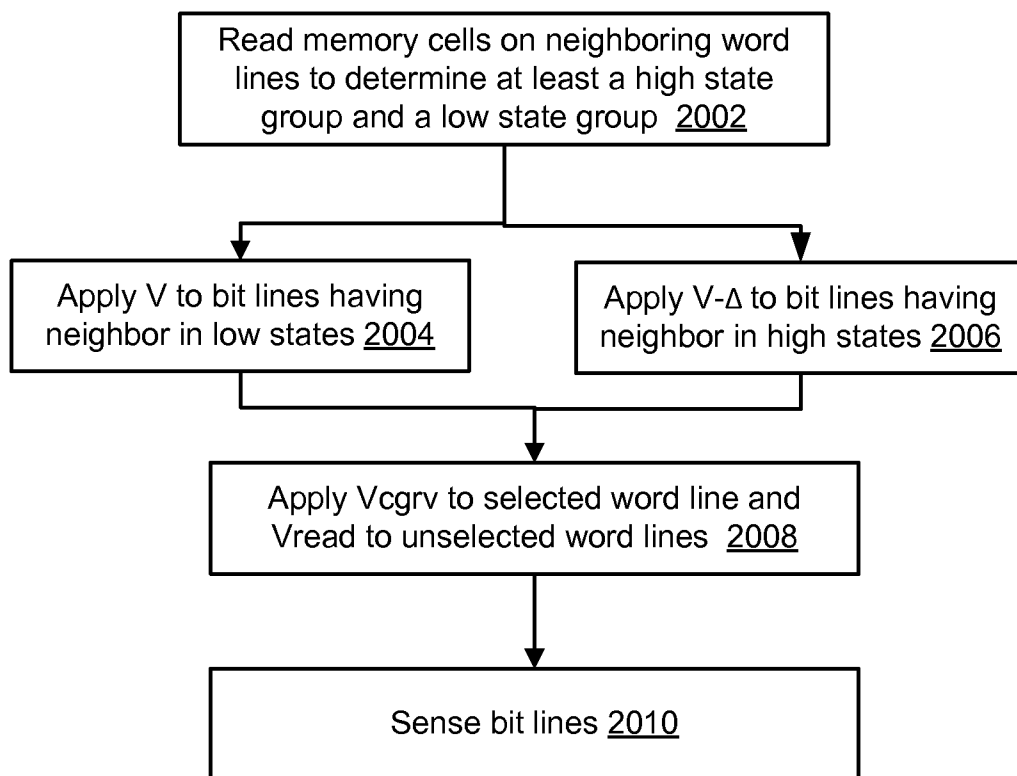 Read memory cells on neighboring word
lines to determine at least a high state
group and a low state group 2002
Apply V to bit lines having
neighbor in low states 2004
Apply V-Δ to bit lines having
neighbor in high states 2006
Apply Vcgrv to selected word line and
Vread to unselected word lines 2008
Sense bit lines 2010